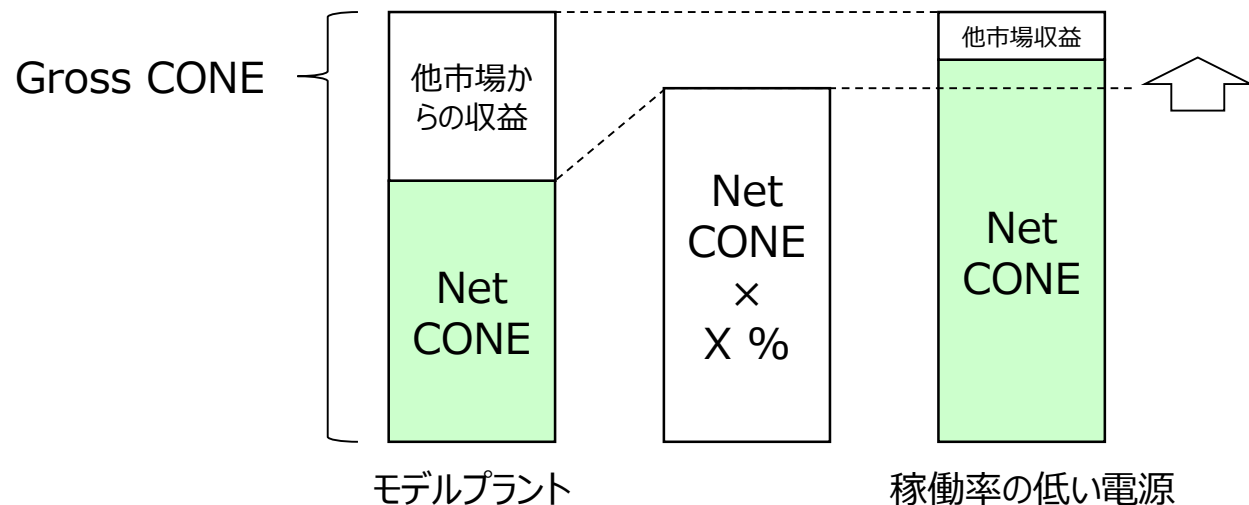 Gross CONE
他市場か
らの収益
Net
CONE
モデルプラント
Net
CONE
×
X %
他市場収益
Net
CONE
稼働率の低い電源